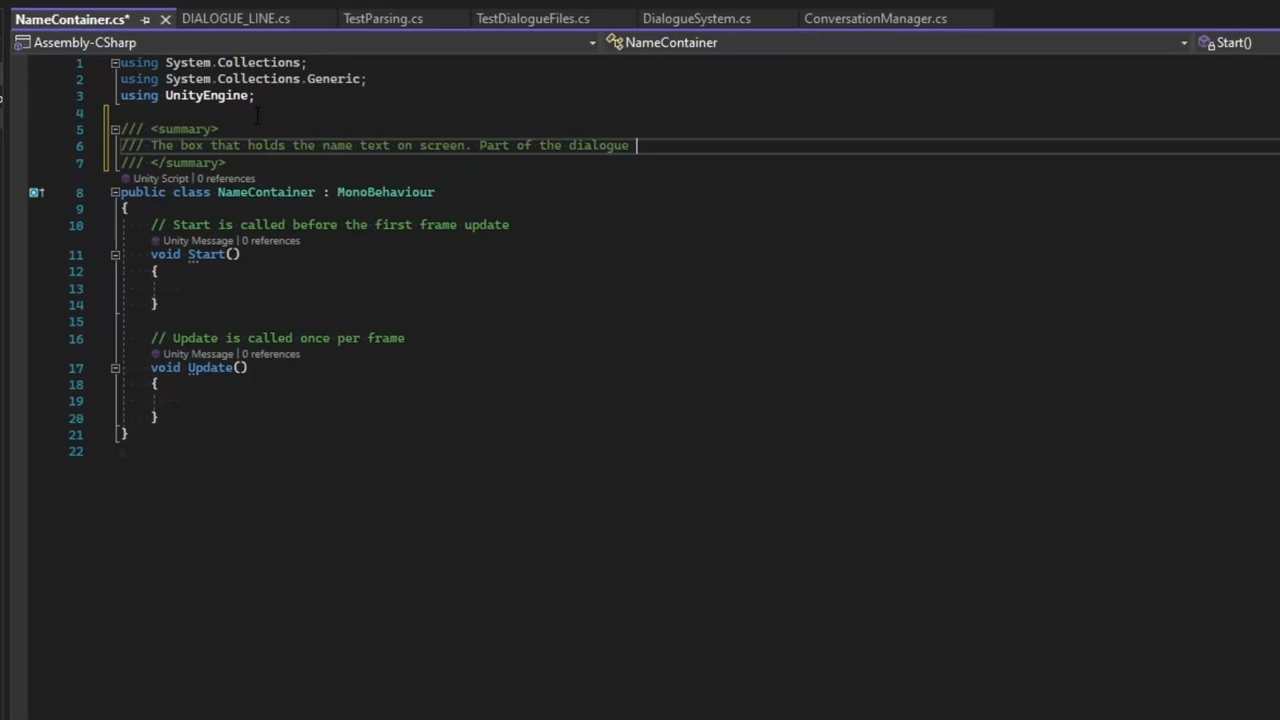 NameContainer.cs* DIALOGUE_LINE.cs TestParsing.cs TestDialogueFiles.cs DialogueSystem.cs ConversationManager.cs
Assembly-CSharp NameContainer Start()
1 using System.Collections;
2 using System.Collections.Generic;
3 using UnityEngine;
4
5 /// <summary>
6 /// The box that holds the name text on screen. Part of the dialogue
7 /// </summary>
Unity Script | 0 references
8 public class NameContainer : MonoBehaviour
9 {
10 // Start is called before the first frame update
Unity Message | 0 references
11 void Start()
12 {
13
14 }
15
16 // Update is called once per frame
Unity Message | 0 references
17 void Update()
18 {
19
20 }
21 }
22